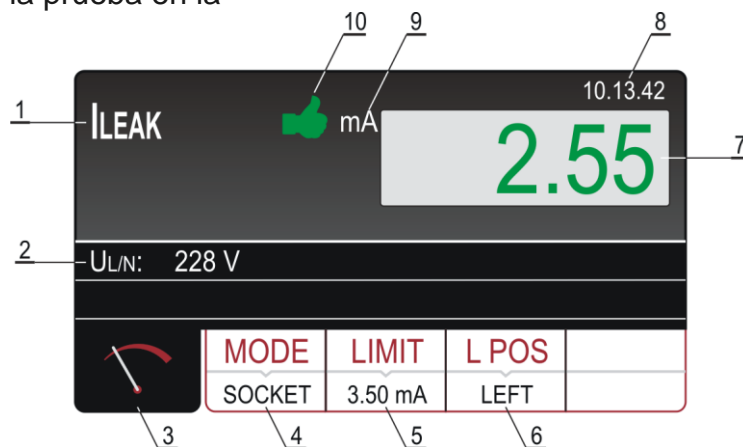 la prueba en la
10 9 8
10.13.42
1 ILEAK mA
2.55 7
2 UL/N: 228 V
MODE LIMIT L POS
SOCKET 3.50 mA LEFT
3 4 5 6